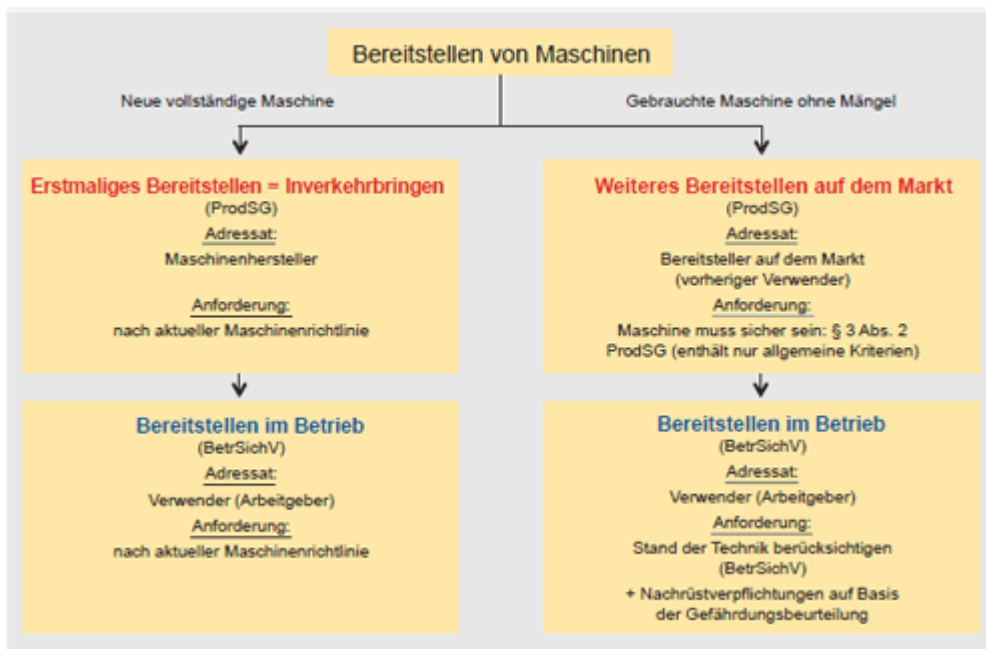 Bereitstellen von Maschinen
Neue vollständige Maschine
Gebrauchte Maschine ohne Mängel
Erstmaliges Bereitstellen = Inverkehrbringen
(ProdSG)
Adressat:
Maschinenhersteller
Anforderung:
nach aktueller Maschinenrichtlinie
Weiteres Bereitstellen auf dem Markt
(ProdSG)
Adressat:
Bereitsteller auf dem Markt
(vorheriger Verwender)
Anforderung:
Maschine muss sicher sein: § 3 Abs. 2
ProdSG (enthält nur allgemeine Kriterien)
Bereitstellen im Betrieb
(BetrSichV)
Adressat:
Verwender (Arbeitgeber)
Anforderung:
nach aktueller Maschinenrichtlinie
Bereitstellen im Betrieb
(BetrSichV)
Adressat:
Verwender (Arbeitgeber)
Anforderung:
Stand der Technik berücksichtigen
(BetrSichV)
+ Nachrüstverpflichtungen auf Basis
der Gefährdungsbeurteilung